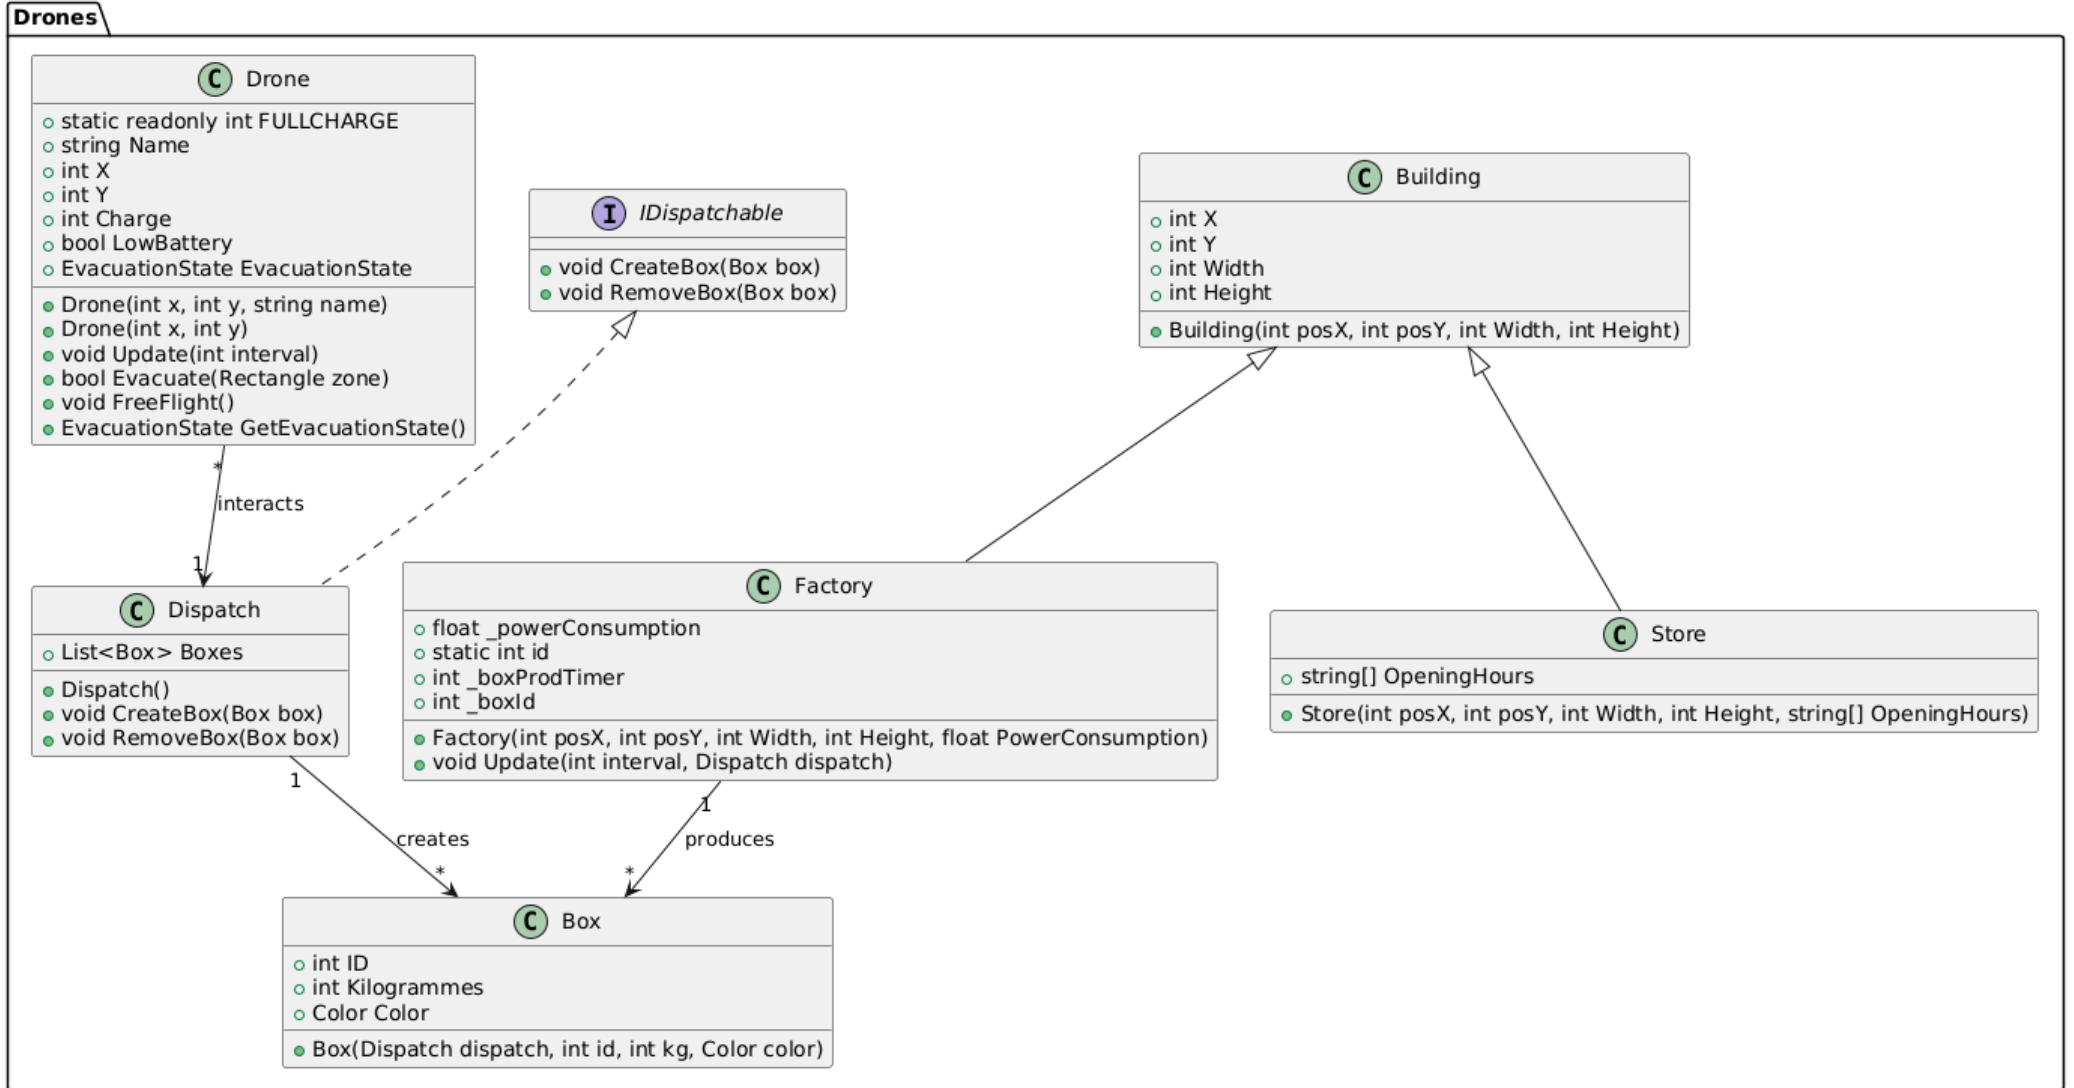 Drones
C Drone
static readonly int FULLCHARGE
string Name
int X
int Y
int Charge
bool LowBattery
EvacuationState EvacuationState
Drone(int x, int y, string name)
Drone(int x, int y)
void Update(int interval)
bool Evacuate(Rectangle zone)
void FreeFlight()
EvacuationState GetEvacuationState()
I IDispatchable
void CreateBox(Box box)
void RemoveBox(Box box)
C Building
int X
int Y
int Width
int Height
Building(int posX, int posY, int Width, int Height)
*
interacts
1
C Dispatch
List<Box> Boxes
Dispatch()
void CreateBox(Box box)
void RemoveBox(Box box)
C Factory
float _powerConsumption
static int id
int _boxProdTimer
int _boxId
Factory(int posX, int posY, int Width, int Height, float PowerConsumption)
void Update(int interval, Dispatch dispatch)
C Store
string[] OpeningHours
Store(int posX, int posY, int Width, int Height, string[] OpeningHours)
1
creates
*
1
produces
*
C Box
int ID
int Kilogrammes
Color Color
Box(Dispatch dispatch, int id, int kg, Color color)